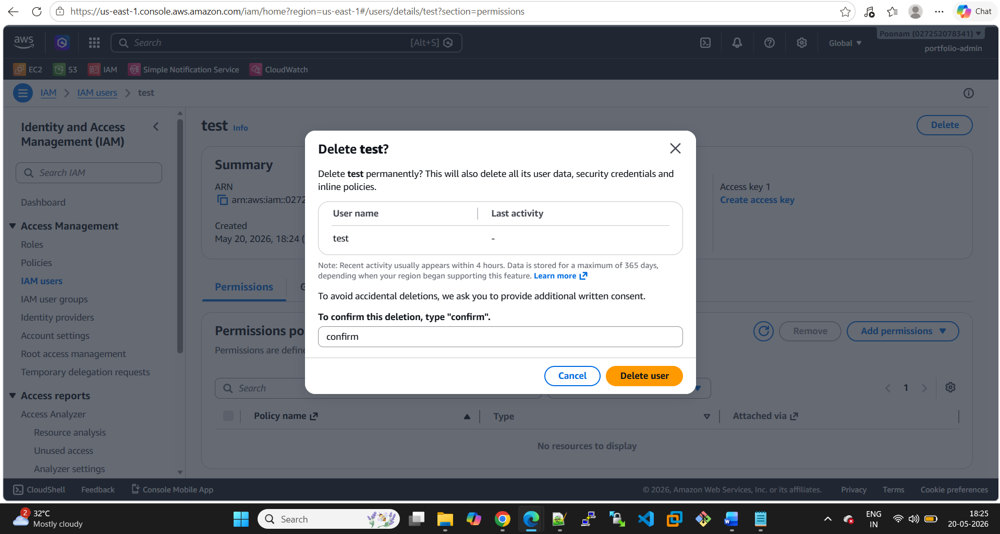 https://us-east-1.console.aws.amazon.com/iam/home?region=us-east-1#/users/details/test?section=permissions
Chat
aws
Search
[Alt+S]
Global
Poonam (027252078341)
portfolio-admin
EC2
S3
IAM
Simple Notification Service
CloudWatch
IAM
IAM users
test
Identity and Access
Management (IAM)
Search IAM
Dashboard
Access Management
Roles
Policies
IAM users
IAM user groups
Identity providers
Account settings
Root access management
Temporary delegation requests
Access reports
Access Analyzer
Resource analysis
Unused access
Analyzer settings
test Info
Delete
Summary
ARN
arn:aws:iam::0272
Created
May 20, 2026, 18:24 (
Access key 1
Create access key
Permissions
Permissions po
Permissions are define
Remove
Add permissions
Search
1
Policy name
Type
Attached via
No resources to display
Delete test?
Delete test permanently? This will also delete all its user data, security credentials and
inline policies.
User name
Last activity
test
-
Note: Recent activity usually appears within 4 hours. Data is stored for a maximum of 365 days,
depending when your region began supporting this feature. Learn more
To avoid accidental deletions, we ask you to provide additional written consent.
To confirm this deletion, type "confirm".
confirm
Cancel
Delete user
CloudShell
Feedback
Console Mobile App
© 2026, Amazon Web Services, Inc. or its affiliates.
Privacy
Terms
Cookie preferences
2
32°C
Mostly cloudy
Search
ENG
IN
18:25
20-05-2026